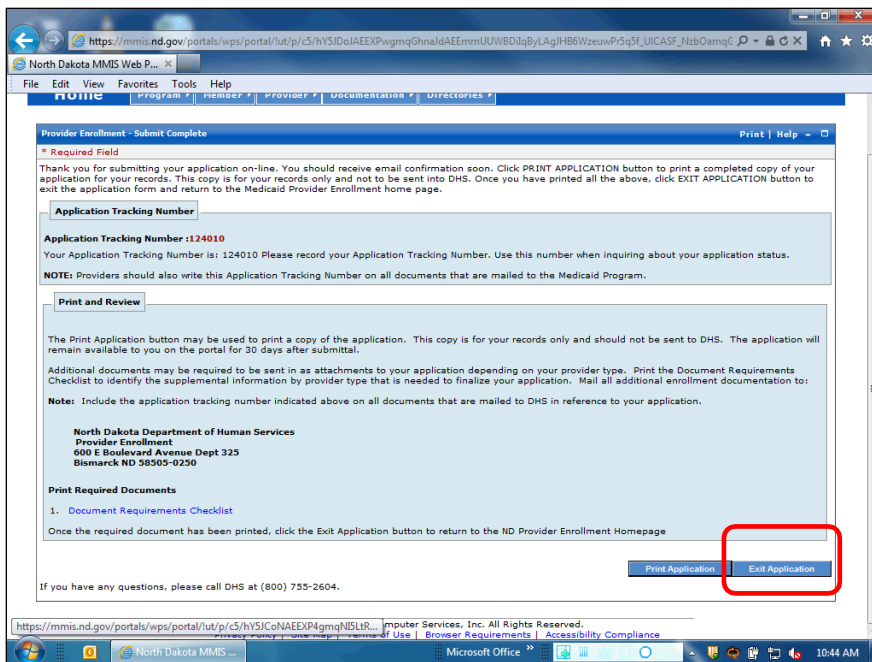 https://mmis.nd.gov/portals/wps/portal/!ut/p/c5/
North Dakota MMIS Web P...
File Edit View Favorites Tools Help
Home Program Member Provider Documentation Directories
Provider Enrollment - Submit Complete Print | Help
* Required Field
Thank you for submitting your application on-line. You should receive email confirmation soon. Click PRINT APPLICATION button to print a completed copy of your
application for your records. This copy is for your records only and not to be sent into DHS. Once you have printed all the above, click EXIT APPLICATION button to
exit the application form and return to the Medicaid Provider Enrollment home page.
Application Tracking Number
Application Tracking Number :124010
Your Application Tracking Number is: 124010 Please record your Application Tracking Number. Use this number when inquiring about your application status.
NOTE: Providers should also write this Application Tracking Number on all documents that are mailed to the Medicaid Program.
Print and Review
The Print Application button may be used to print a copy of the application. This copy is for your records only and should not be sent to DHS. The application will
remain available to you on the portal for 30 days after submittal.
Additional documents may be required to be sent in as attachments to your application depending on your provider type. Print the Document Requirements
Checklist to identify the supplemental information by provider type that is needed to finalize your application. Mail all additional enrollment documentation to:
Note: Include the application tracking number indicated above on all documents that are mailed to DHS in reference to your application.
North Dakota Department of Human Services
Provider Enrollment
600 E Boulevard Avenue Dept 325
Bismarck ND 58505-0250
Print Required Documents
1. Document Requirements Checklist
Once the required document has been printed, click the Exit Application button to return to the ND Provider Enrollment Homepage
Print Application Exit Application
If you have any questions, please call DHS at (800) 755-2604.
https://mmis.nd.gov/portals/wps/portal/!ut/p/c5/ mputer Services, Inc. All Rights Reserved.
Privacy Policy | Site Map | Terms of Use | Browser Requirements | Accessibility Compliance
North Dakota MMIS ... Microsoft Office 10:44 AM